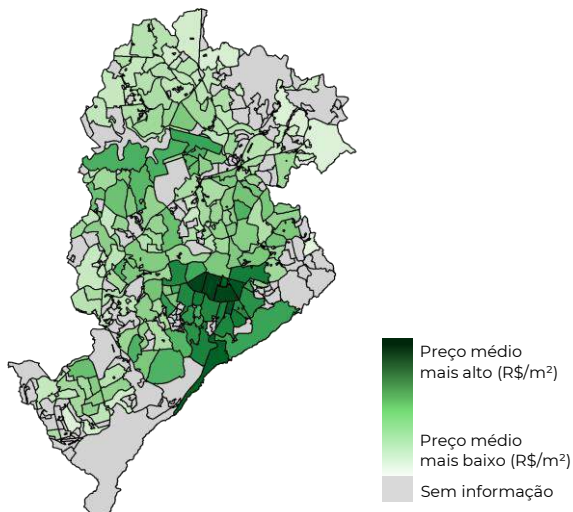 Preço médio
mais alto (R$/m²)
Preço médio
mais baixo (R$/m²)
Sem informação